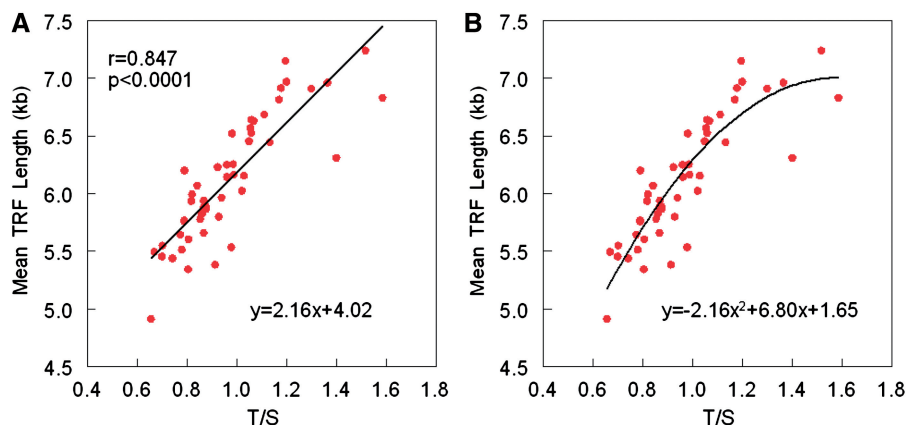 A
r=0.847
p<0.0001
7.5
7.0
6.5
6.0
5.5
5.0
4.5
Mean TRF Length (kb)
y=2.16x+4.02
0.4 0.6 0.8 1.0 1.2 1.4 1.6 1.8
T/S
B
7.5
7.0
6.5
6.0
5.5
5.0
4.5
Mean TRF Length (kb)
y=-2.16x²+6.80x+1.65
0.4 0.6 0.8 1.0 1.2 1.4 1.6 1.8
T/S